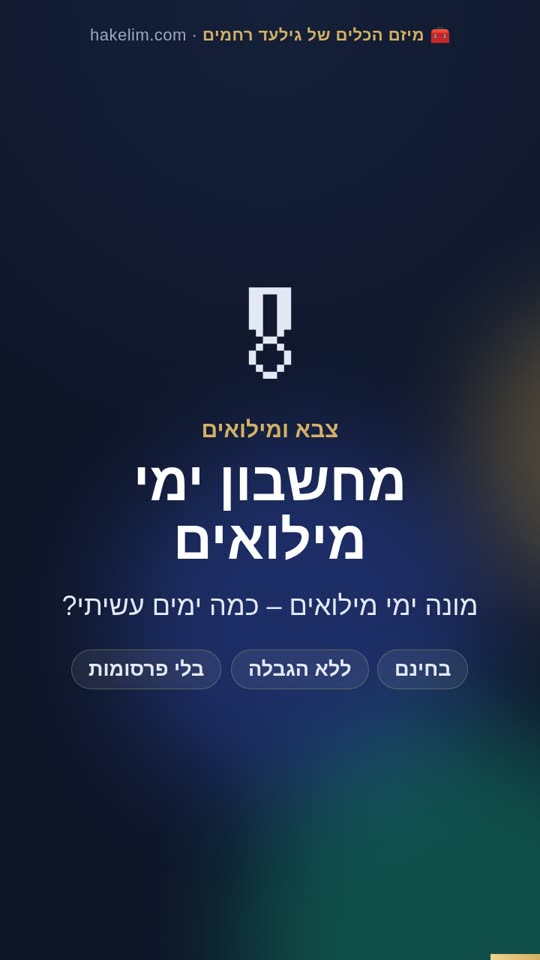 🧰 מיזם הכלים של גילעד רחמים · hakelim.com
צבא ומילואים
מחשבון ימי
מילואים
מונה ימי מילואים – כמה ימים עשיתי?
בחינם
ללא הגבלה
בלי פרסומות